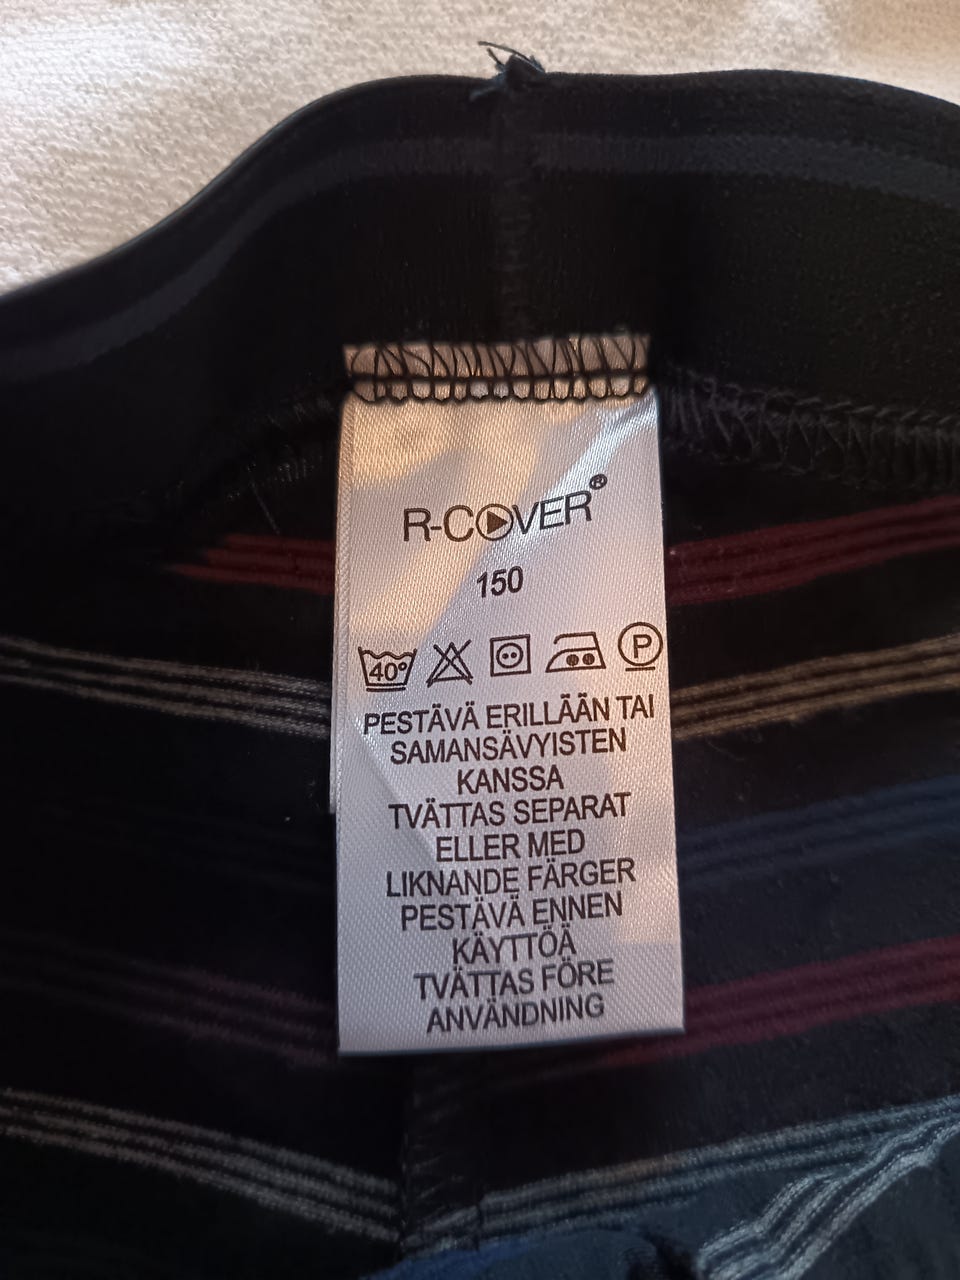 R-COVER®
150
40° P
PESTÄVÄ ERILLÄÄN TAI
SAMANSÄVYISTEN
KANSSA
TVÄTTAS SEPARAT
ELLER MED
LIKNANDE FÄRGER
PESTÄVÄ ENNEN
KÄYTTÖÄ
TVÄTTAS FÖRE
ANVÄNDNING